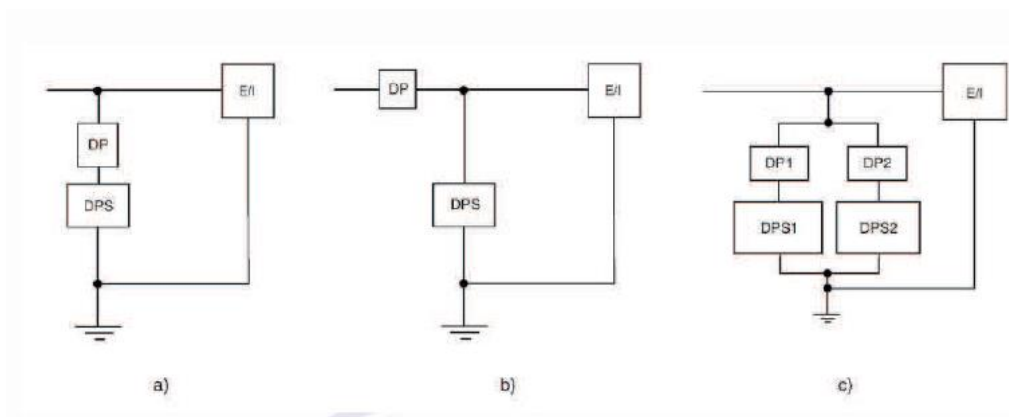 E/I
DP
DPS
a)
DP
E/I
DPS
b)
E/I
DP1 DP2
DPS1 DPS2
c)